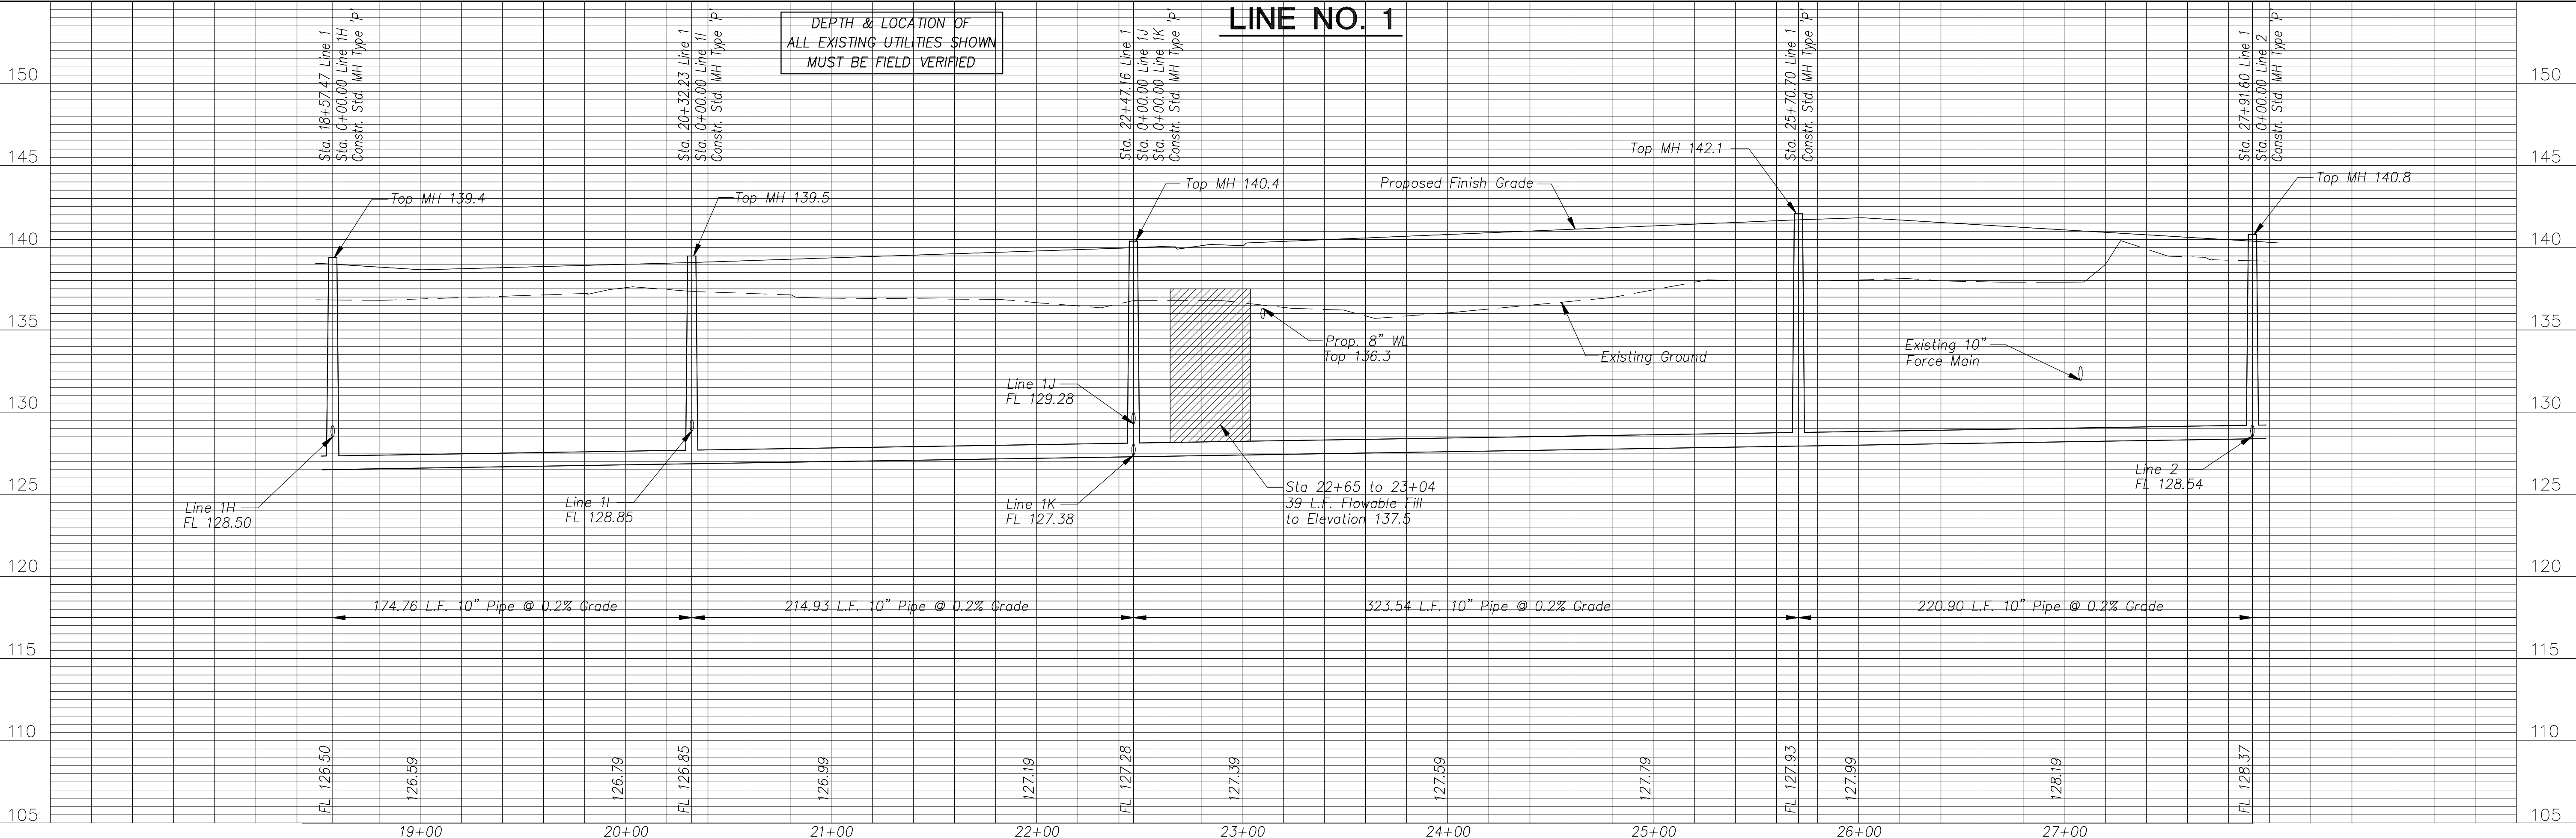 LINE NO. 1
DEPTH & LOCATION OF
ALL EXISTING UTILITIES SHOWN
MUST BE FIELD VERIFIED
Sta. 18+57.47 Line 1
Sta. 0+00.00 Line 1H
Constr. Std. MH Type 'P'
Sta. 20+32.23 Line 1
Sta. 0+00.00 Line 1I
Constr. Std. MH Type 'P'
Sta. 22+47.16 Line 1
Sta. 0+00.00 Line 1J
Sta. 0+00.00 Line 1K
Constr. Std. MH Type 'P'
Sta. 25+70.70 Line 1
Constr. Std. MH Type 'P'
Sta. 27+91.60 Line 1
Sta. 0+00.00 Line 2
Constr. Std. MH Type 'P'
150
145
140
135
130
125
120
115
110
105
150
145
140
135
130
125
120
115
110
105
Top MH 139.4
Top MH 139.5
Top MH 140.4
Proposed Finish Grade
Top MH 142.1
Top MH 140.8
Prop. 8" WL
Top 136.3
Existing Ground
Existing 10"
Force Main
Line 1J
FL 129.28
Line 1H
FL 128.50
Line 1I
FL 128.85
Line 1K
FL 127.38
Sta 22+65 to 23+04
39 L.F. Flowable Fill
to Elevation 137.5
Line 2
FL 128.54
174.76 L.F. 10" Pipe @ 0.2% Grade
214.93 L.F. 10" Pipe @ 0.2% Grade
323.54 L.F. 10" Pipe @ 0.2% Grade
220.90 L.F. 10" Pipe @ 0.2% Grade
FL 126.50
126.59
126.79
FL 126.85
126.99
127.19
FL 127.28
127.39
127.59
127.79
FL 127.93
127.99
128.19
FL 128.37
19+00
20+00
21+00
22+00
23+00
24+00
25+00
26+00
27+00